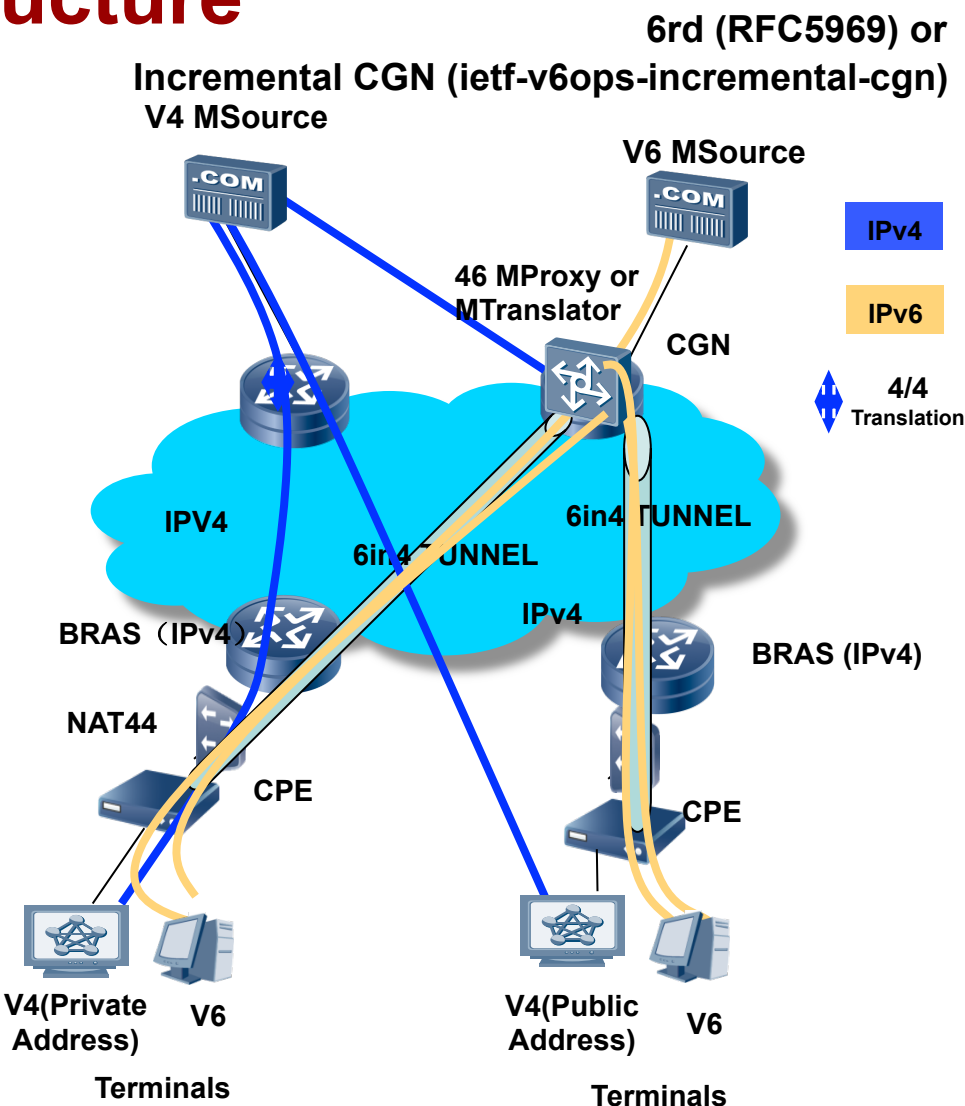 ucture
6rd (RFC5969) or
Incremental CGN (ietf-v6ops-incremental-cgn)
V4 MSource
V6 MSource
.COM
.COM
IPv4
46 MProxy or
MTranslator
IPv6
CGN
4/4
Translation
IPV4
6in4 TUNNEL
6in4 TUNNEL
IPv4
BRAS（IPv4）
BRAS (IPv4)
NAT44
CPE
CPE
V4(Private
Address)
V6
V4(Public
Address)
V6
Terminals
Terminals